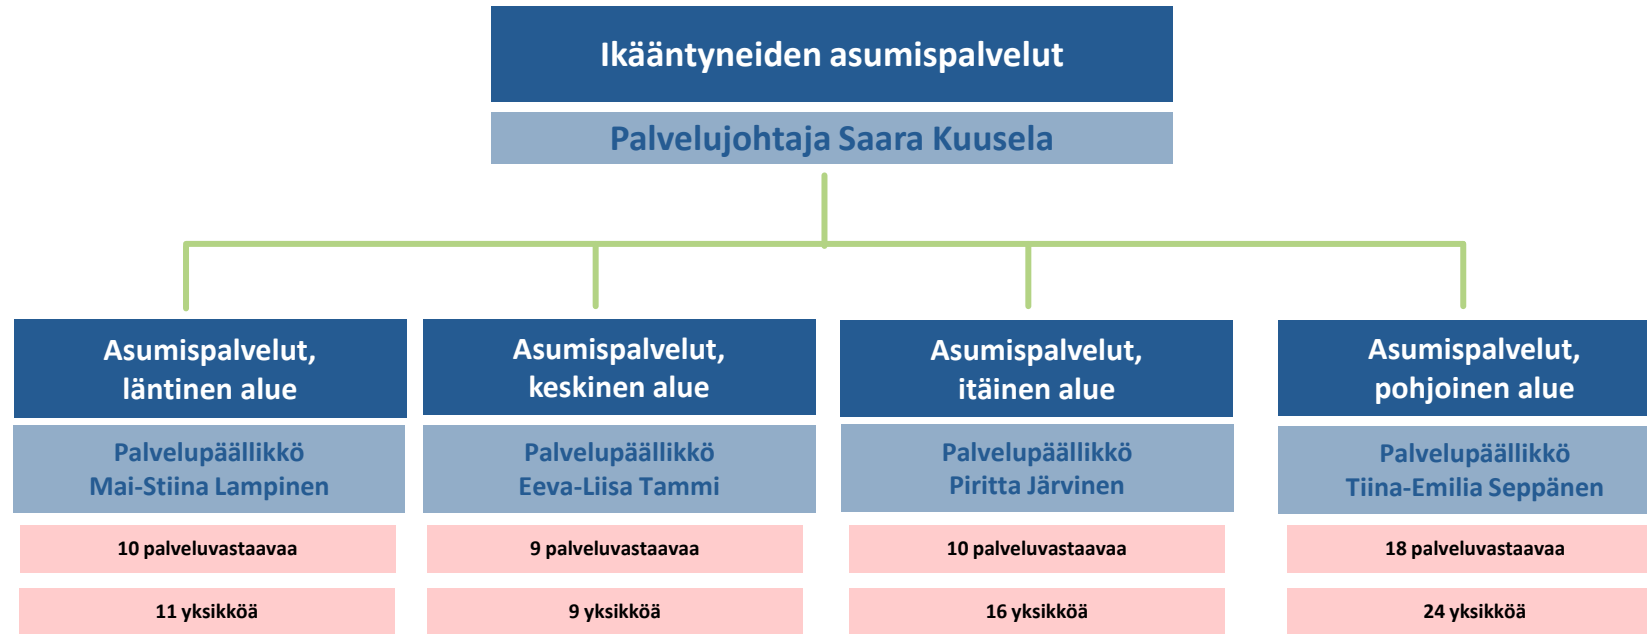 Ikääntyneiden asumispalvelut
Palvelujohtaja Saara Kuusela
Asumispalvelut,
läntinen alue
Palvelupäällikkö
Mai-Stiina Lampinen
10 palveluvastaavaa
11 yksikköä
Asumispalvelut,
keskinen alue
Palvelupäällikkö
Eeva-Liisa Tammi
9 palveluvastaavaa
9 yksikköä
Asumispalvelut,
itäinen alue
Palvelupäällikkö
Piritta Järvinen
10 palveluvastaavaa
16 yksikköä
Asumispalvelut,
pohjoinen alue
Palvelupäällikkö
Tiina-Emilia Seppänen
18 palveluvastaavaa
24 yksikköä